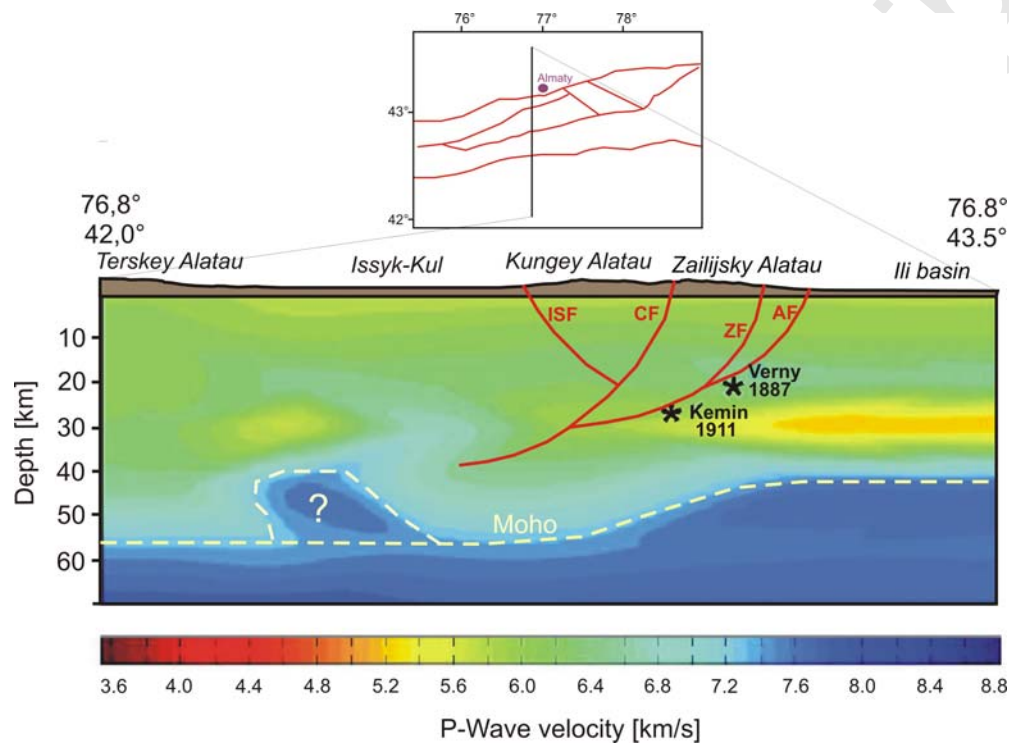 76° 77° 78°
Almaty
43°
42°
76,8°
42,0°
76.8°
43.5°
Terskey Alatau Issyk-Kul Kungey Alatau Zailijsky Alatau Ili basin
ISF CF ZF AF
10
20
30
40
50
60
Depth [km]
Verny
1887
Kemin
1911
?
Moho
3.6 4.0 4.4 4.8 5.2 5.6 6.0 6.4 6.8 7.2 7.6 8.0 8.4 8.8
P-Wave velocity [km/s]